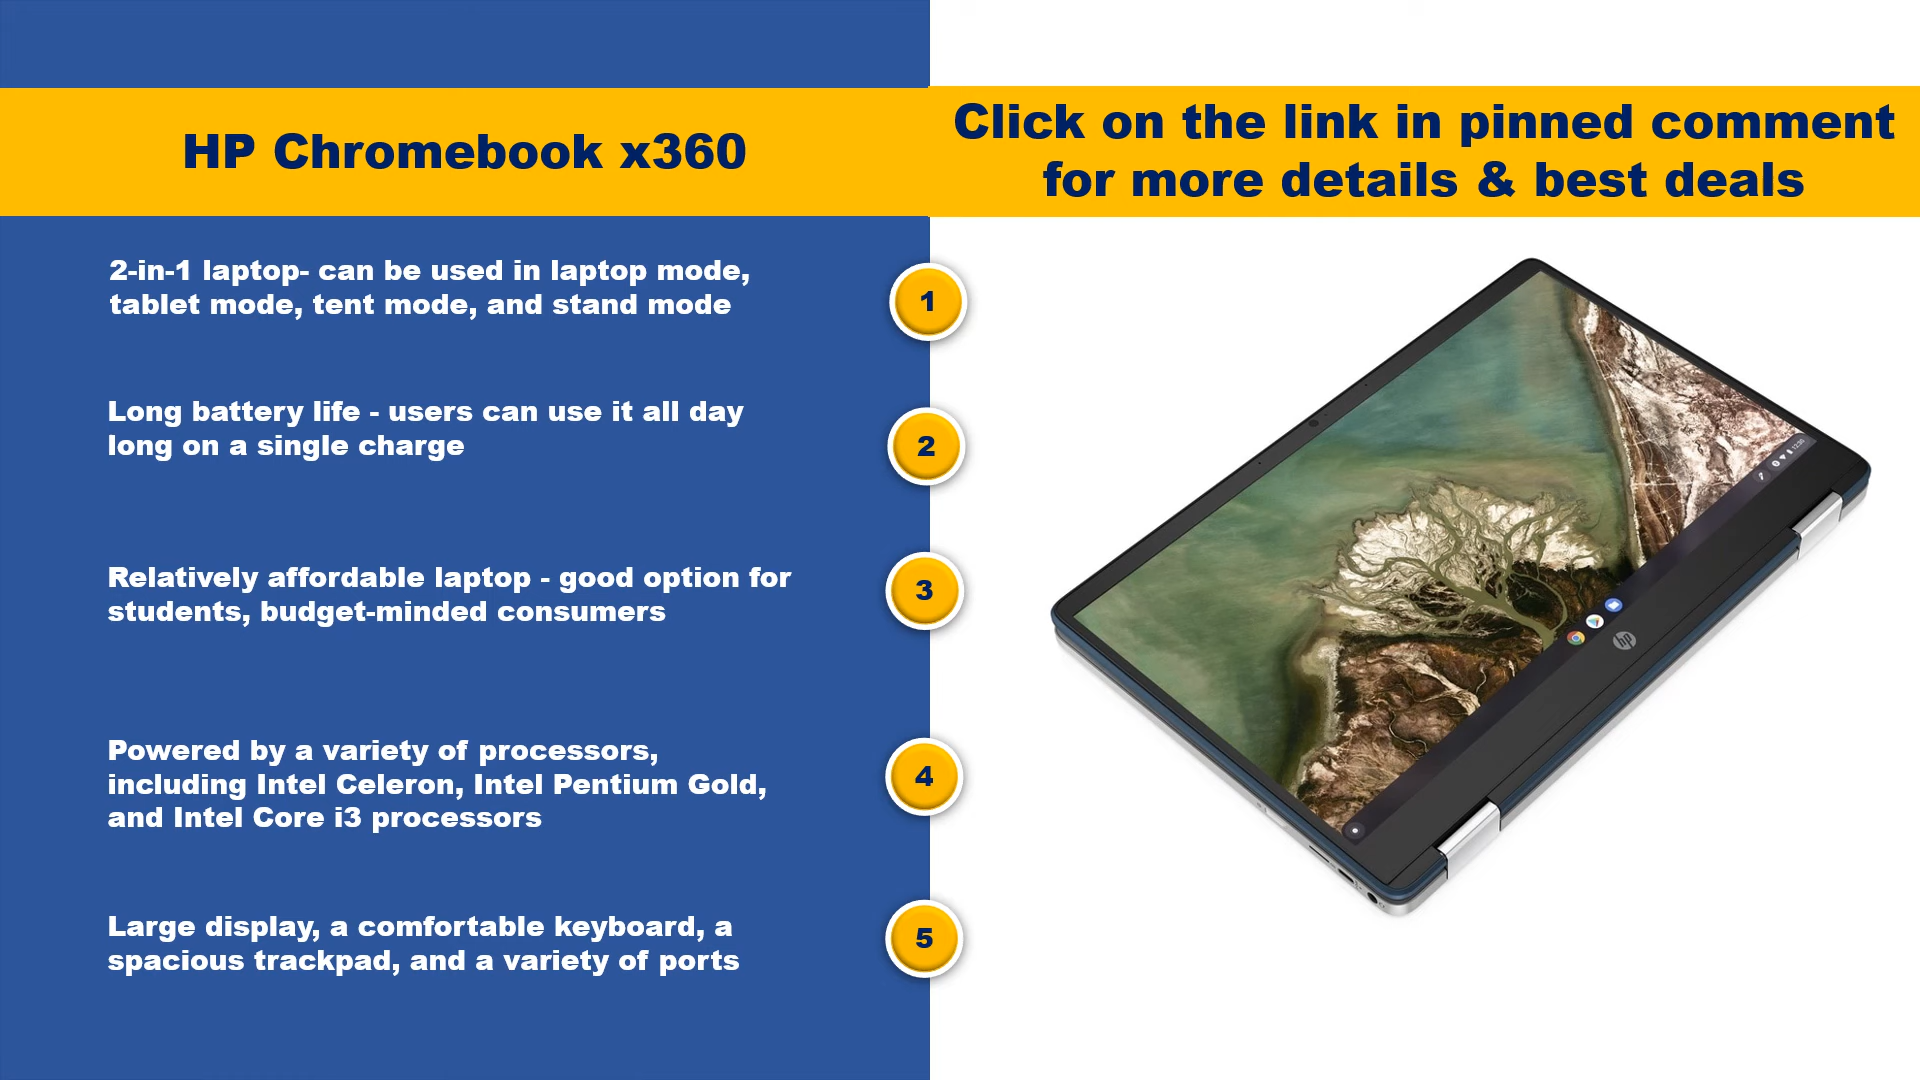 HP Chromebook x360
Click on the link in pinned comment
for more details & best deals
2-in-1 laptop- can be used in laptop mode,
tablet mode, tent mode, and stand mode
1
Long battery life - users can use it all day
long on a single charge
2
Relatively affordable laptop - good option for
students, budget-minded consumers
3
Powered by a variety of processors,
including Intel Celeron, Intel Pentium Gold,
and Intel Core i3 processors
4
Large display, a comfortable keyboard, a
spacious trackpad, and a variety of ports
5
12:30
hp